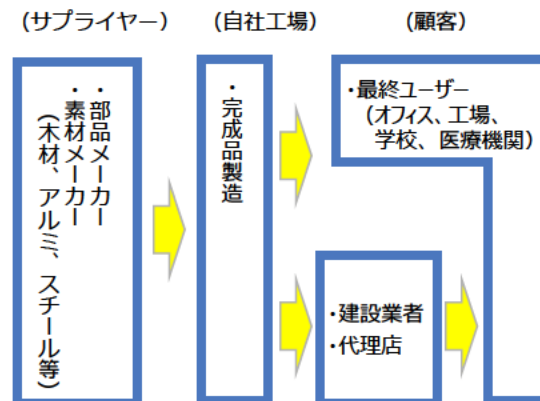 (サプライヤー)
(自社工場)
(顧客)
・部品メーカー
・素材メーカー
(木材、アルミ、スチール等)
・完成品製造
・最終ユーザー
(オフィス、工場、
学校、医療機関)
・建設業者
・代理店